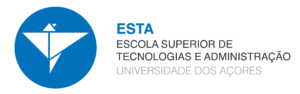 ESTA
ESCOLA SUPERIOR DE
TECNOLOGIAS E ADMINISTRAÇÃO
UNIVERSIDADE DOS AÇORES